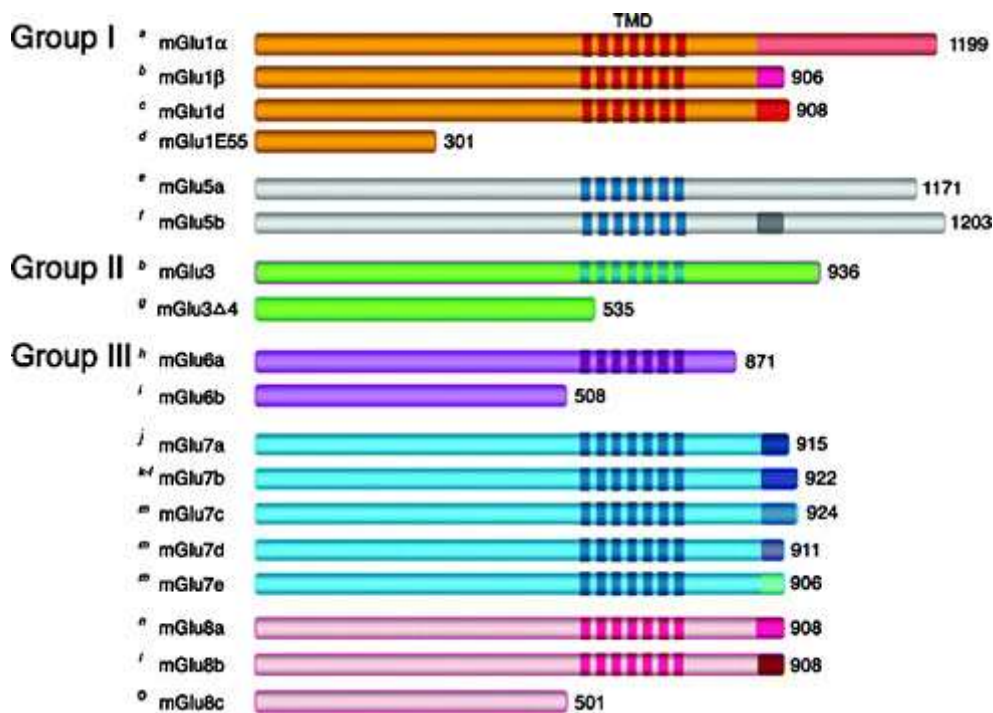 TMD
Group I a mGlu1α 1199
b mGlu1β 906
c mGlu1d 908
d mGlu1E55 301
e mGlu5a 1171
f mGlu5b 1203
Group II b mGlu3 936
g mGlu3Δ4 535
Group III h mGlu6a 871
i mGlu6b 508
j mGlu7a 915
k-l mGlu7b 922
m mGlu7c 924
m mGlu7d 911
m mGlu7e 906
n mGlu8a 908
mGlu8b 908
o mGlu8c 501